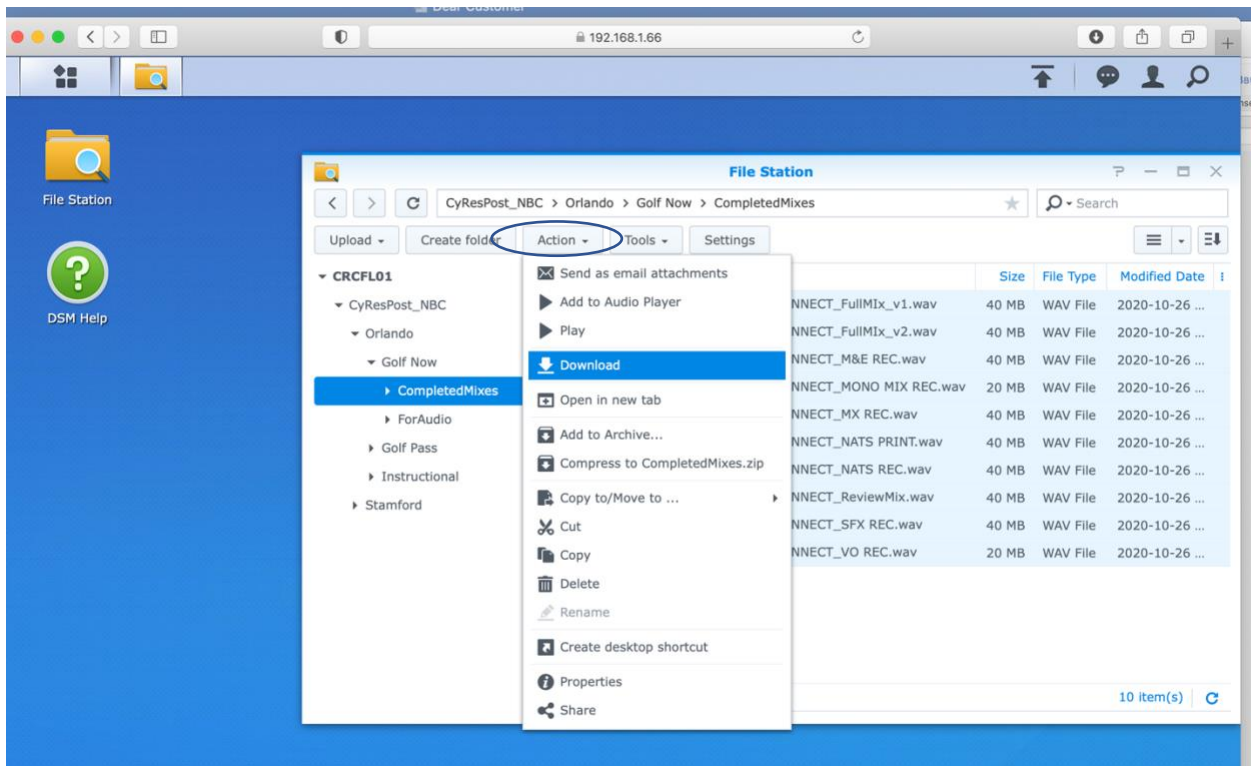 Dear Customer
192.168.1.66
File Station
DSM Help
File Station
CyResPost_NBC > Orlando > Golf Now > CompletedMixes
Search
Upload
Create folder
Action
Tools
Settings
CRCFL01
CyResPost_NBC
Orlando
Golf Now
CompletedMixes
ForAudio
Golf Pass
Instructional
Stamford
Send as email attachments
Add to Audio Player
Play
Download
Open in new tab
Add to Archive...
Compress to CompletedMixes.zip
Copy to/Move to ...
Cut
Copy
Delete
Rename
Create desktop shortcut
Properties
Share
Size File Type Modified Date
NNECT_FullMIx_v1.wav 40 MB WAV File 2020-10-26 ...
NNECT_FullMIx_v2.wav 40 MB WAV File 2020-10-26 ...
NNECT_M&E REC.wav 40 MB WAV File 2020-10-26 ...
NNECT_MONO MIX REC.wav 20 MB WAV File 2020-10-26 ...
NNECT_MX REC.wav 40 MB WAV File 2020-10-26 ...
NNECT_NATS PRINT.wav 40 MB WAV File 2020-10-26 ...
NNECT_NATS REC.wav 40 MB WAV File 2020-10-26 ...
NNECT_ReviewMix.wav 40 MB WAV File 2020-10-26 ...
NNECT_SFX REC.wav 40 MB WAV File 2020-10-26 ...
NNECT_VO REC.wav 20 MB WAV File 2020-10-26 ...
10 item(s)